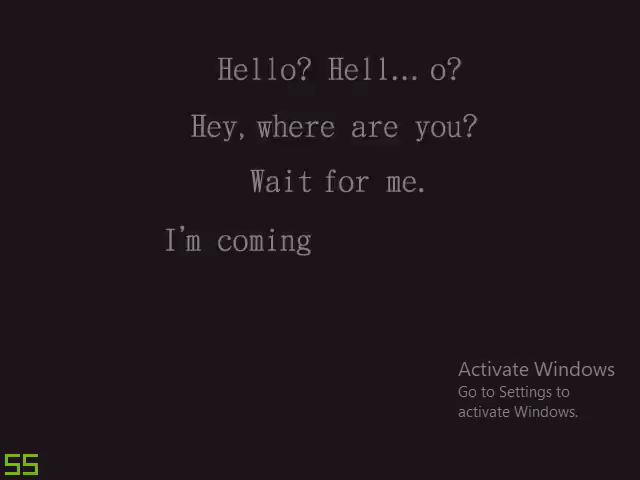 Hello? Hell... o?
Hey, where are you?
Wait for me.
I'm coming
Activate Windows
Go to Settings to
activate Windows.
55